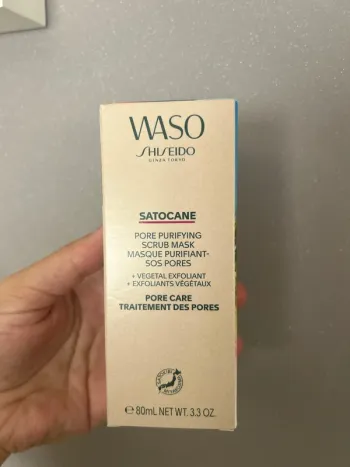 WASO
SHISEIDO
GINZA TOKYO
SATOCANE
PORE PURIFYING
SCRUB MASK
MASQUE PURIFIANT-
SOS PORES
+ VEGETAL EXFOLIANT
+ EXFOLIANTS VÉGÉTAUX
PORE CARE
TRAITEMENT DES PORES
℮ 80mL NET WT. 3.3 OZ.